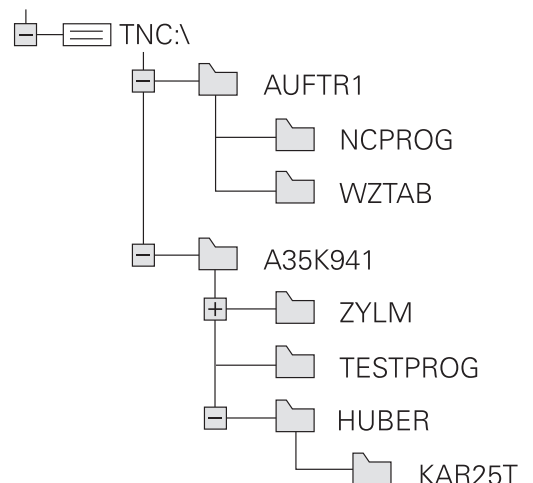 TNC:\
AUFTR1
NCPROG
WZTAB
A35K941
ZYLM
TESTPROG
HUBER
KAR25T